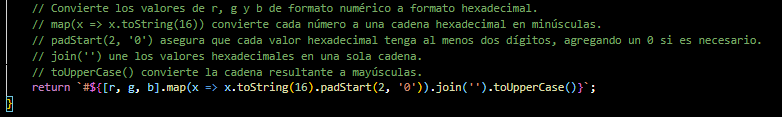 // Convierte los valores de r, g y b de formato numérico a formato hexadecimal.
// map(x => x.toString(16)) convierte cada número a una cadena hexadecimal en minúsculas.
// padStart(2, '0') asegura que cada valor hexadecimal tenga al menos dos dígitos, agregando un 0 si es necesario.
// join('') une los valores hexadecimales en una sola cadena.
// toUpperCase() convierte la cadena resultante a mayúsculas.
return `#${[r, g, b].map(x => x.toString(16).padStart(2, '0')).join('').toUpperCase()}`;
}